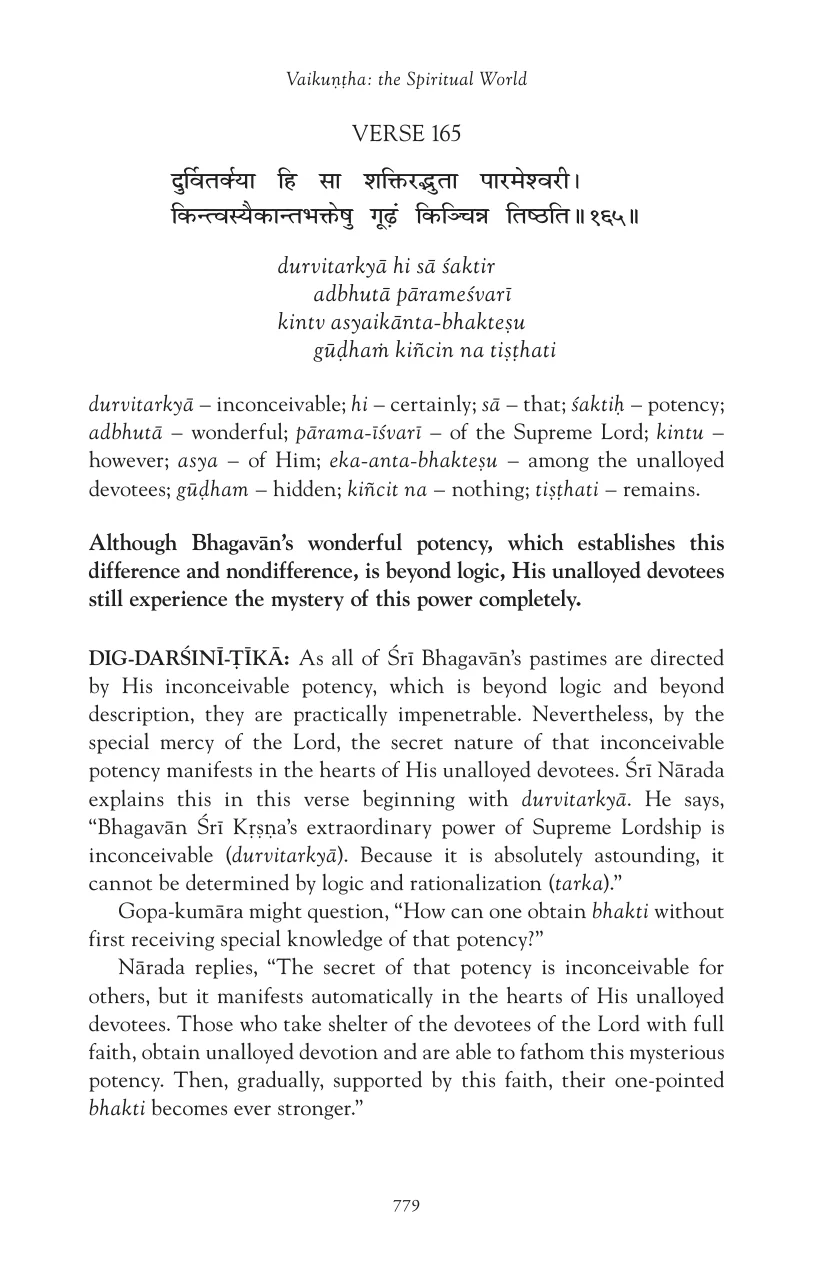 Vaikuṇṭha: the Spiritual World
VERSE 165
दुर्वितर्क्या हि सा शक्तिरद्भुता पारमेश्वरी।
किन्त्वस्यैकान्तभक्तेषु गूढ़ं किञ्चिन्न तिष्ठति॥१६५॥
durvitarkyā hi sā śaktir
adbhutā pārameśvarī
kintv asyaikānta-bhakteṣu
gūḍhaṁ kiñcin na tiṣṭhati
durvitarkyā – inconceivable; hi – certainly; sā – that; śaktiḥ – potency;
adbhutā – wonderful; pārama-īśvarī – of the Supreme Lord; kintu –
however; asya – of Him; eka-anta-bhakteṣu – among the unalloyed
devotees; gūḍham – hidden; kiñcit na – nothing; tiṣṭhati – remains.
Although Bhagavān’s wonderful potency, which establishes this
difference and nondifference, is beyond logic, His unalloyed devotees
still experience the mystery of this power completely.
DIG-DARŚINĪ-ṬĪKĀ: As all of Śrī Bhagavān’s pastimes are directed
by His inconceivable potency, which is beyond logic and beyond
description, they are practically impenetrable. Nevertheless, by the
special mercy of the Lord, the secret nature of that inconceivable
potency manifests in the hearts of His unalloyed devotees. Śrī Nārada
explains this in this verse beginning with durvitarkyā. He says,
“Bhagavān Śrī Kṛṣṇa’s extraordinary power of Supreme Lordship is
inconceivable (durvitarkyā). Because it is absolutely astounding, it
cannot be determined by logic and rationalization (tarka).”
Gopa-kumāra might question, “How can one obtain bhakti without
first receiving special knowledge of that potency?”
Nārada replies, “The secret of that potency is inconceivable for
others, but it manifests automatically in the hearts of His unalloyed
devotees. Those who take shelter of the devotees of the Lord with full
faith, obtain unalloyed devotion and are able to fathom this mysterious
potency. Then, gradually, supported by this faith, their one-pointed
bhakti becomes ever stronger.”
779